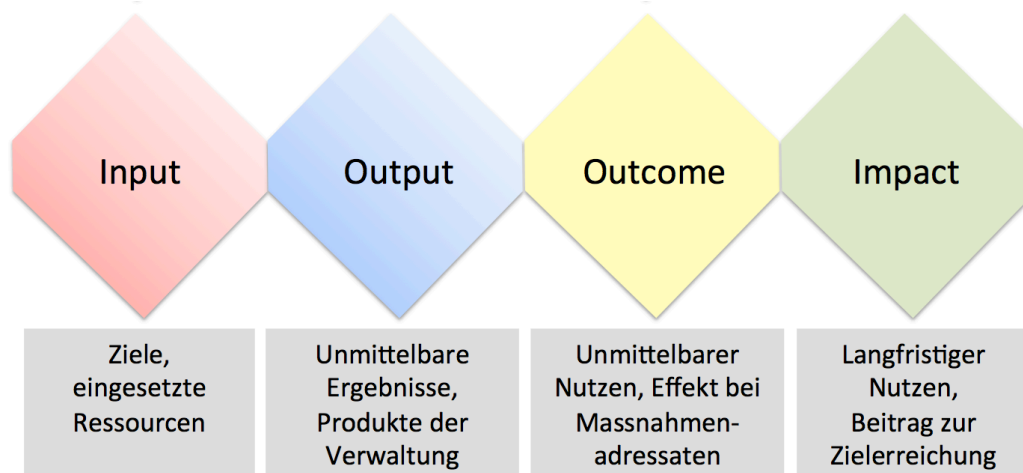 Input
Output
Outcome
Impact
Ziele,
eingesetzte
Ressourcen
Unmittelbare
Ergebnisse,
Produkte der
Verwaltung
Unmittelbarer
Nutzen, Effekt bei
Massnahmen-
adressaten
Langfristiger
Nutzen,
Beitrag zur
Zielerreichung